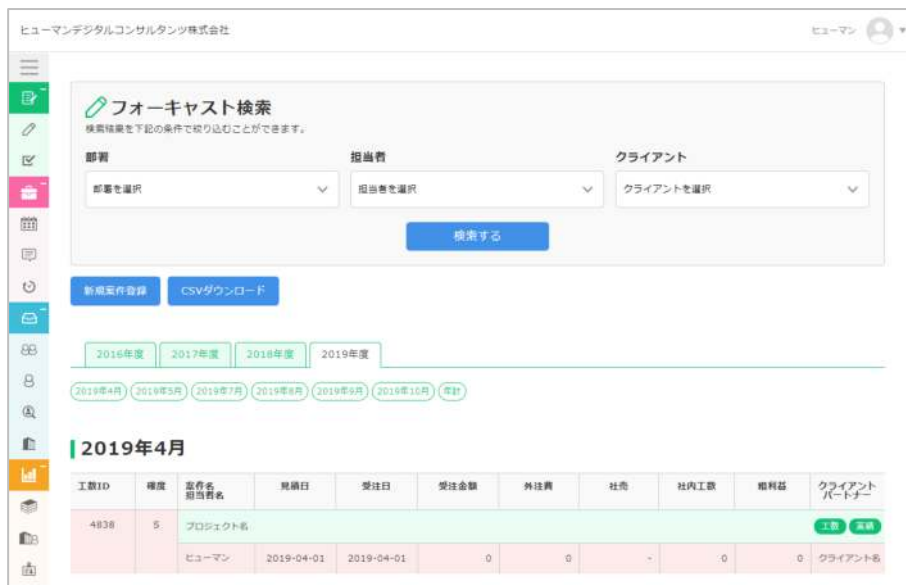 ヒューマンデジタルコンサルタンツ株式会社
ヒューマン
フォーキャスト検索
検索結果を下記の条件で絞り込むことができます。
部署 担当者 クライアント
部署を選択 担当者を選択 クライアントを選択
検索する
新規案件登録 CSVダウンロード
2016年度 2017年度 2018年度 2019年度
2019年4月 2019年5月 2019年7月 2019年8月 2019年9月 2019年10月 年計
2019年4月
工数ID 確度 案件名 見積日 受注日 受注金額 外注費 社売 社内工数 粗利益 クライアント
担当者名 パートナー
4838 5 プロジェクト名 工数 実績
ヒューマン 2019-04-01 2019-04-01 0 0 - 0 0 クライアント名